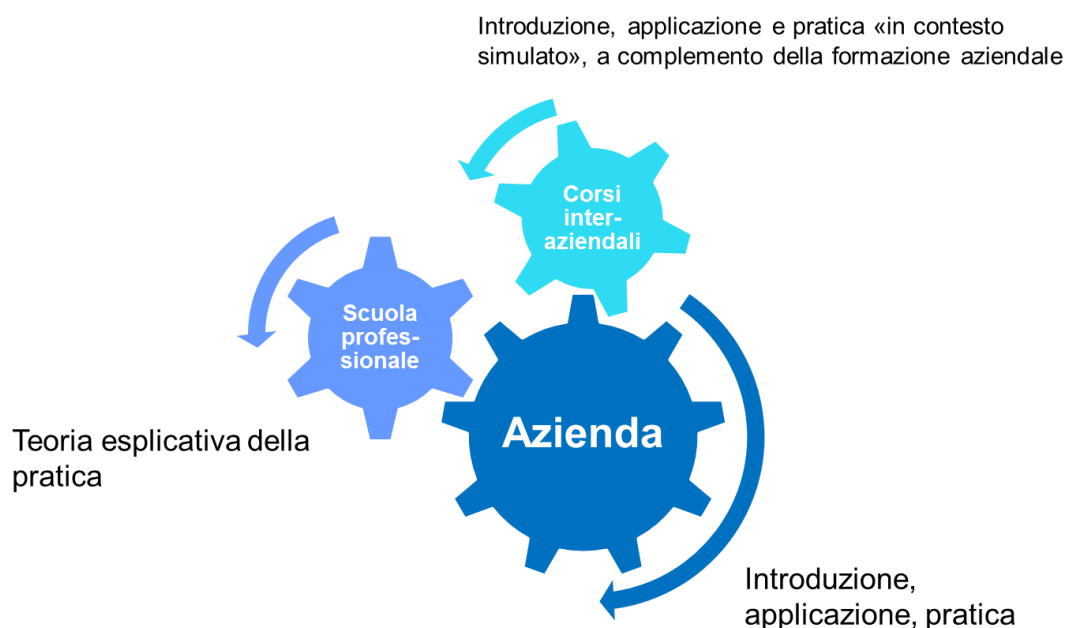 Introduzione, applicazione e pratica «in contesto
simulato», a complemento della formazione aziendale
Corsi
inter-
aziendali
Scuola
profes-
sionale
Azienda
Teoria esplicativa della
pratica
Introduzione,
applicazione, pratica